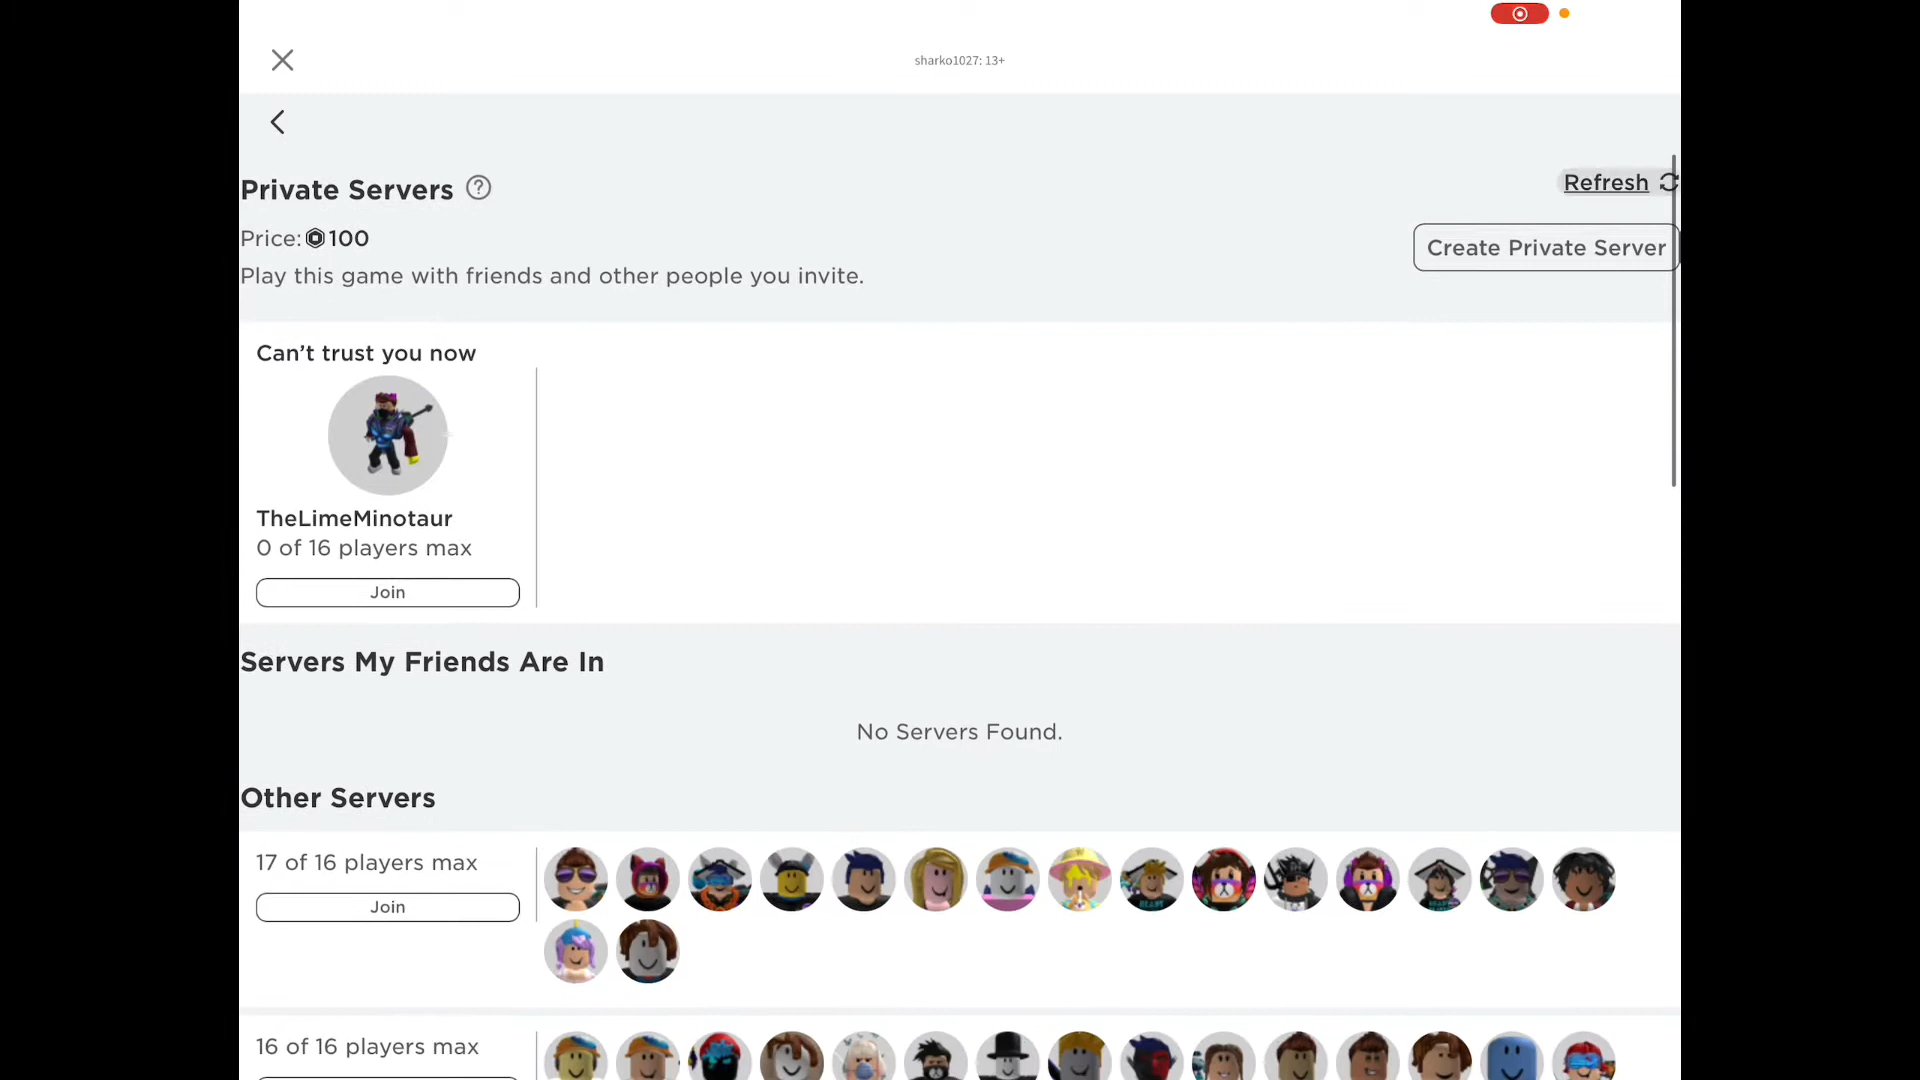 sharko1027: 13+
Private Servers
Refresh
Price: 100
Create Private Server
Play this game with friends and other people you invite.
Can't trust you now
TheLimeMinotaur
0 of 16 players max
Join
Servers My Friends Are In
No Servers Found.
Other Servers
17 of 16 players max
Join
16 of 16 players max